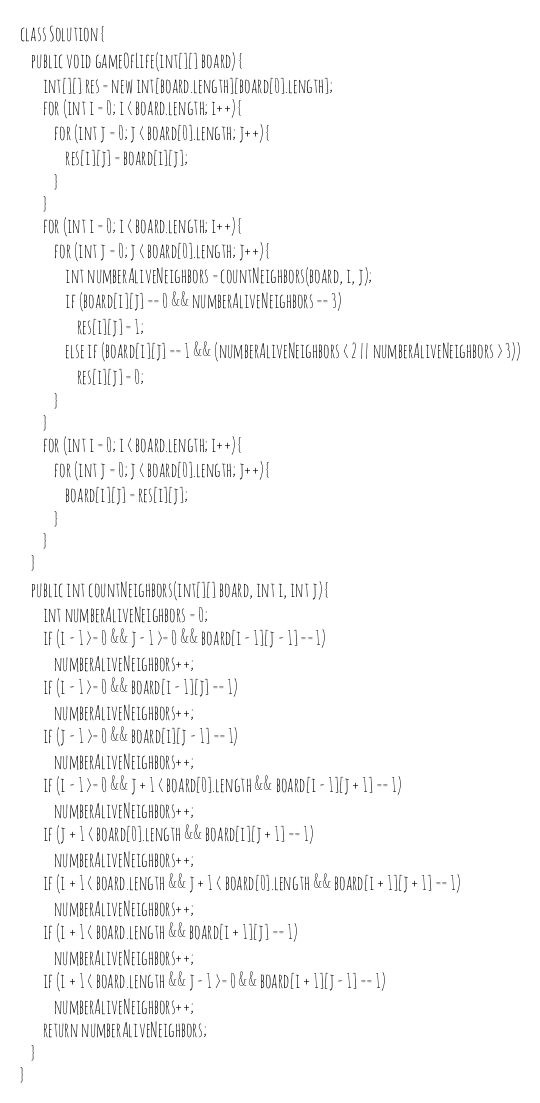 class Solution {
public void gameOfLife(int[][] board) {
int[][] res = new int[board.length][board[0].length];
for (int i = 0; i < board.length; i++){
for (int j = 0; j < board[0].length; j++){
res[i][j] = board[i][j];
}
}
for (int i = 0; i < board.length; i++){
for (int j = 0; j < board[0].length; j++){
int numberAliveNeighbors = countNeighbors(board, i, j);
if (board[i][j] == 0 && numberAliveNeighbors == 3)
res[i][j] = 1;
else if (board[i][j] == 1 && (numberAliveNeighbors < 2 || numberAliveNeighbors > 3))
res[i][j] = 0;
}
}
for (int i = 0; i < board.length; i++){
for (int j = 0; j < board[0].length; j++){
board[i][j] = res[i][j];
}
}
}
public int countNeighbors(int[][] board, int i, int j){
int numberAliveNeighbors = 0;
if (i - 1 >= 0 && j - 1 >= 0 && board[i - 1][j - 1] == 1)
numberAliveNeighbors++;
if (i - 1 >= 0 && board[i - 1][j] == 1)
numberAliveNeighbors++;
if (j - 1 >= 0 && board[i][j - 1] == 1)
numberAliveNeighbors++;
if (i - 1 >= 0 && j + 1 < board[0].length && board[i - 1][j + 1] == 1)
numberAliveNeighbors++;
if (j + 1 < board[0].length && board[i][j + 1] == 1)
numberAliveNeighbors++;
if (i + 1 < board.length && j + 1 < board[0].length && board[i + 1][j + 1] == 1)
numberAliveNeighbors++;
if (i + 1 < board.length && board[i + 1][j] == 1)
numberAliveNeighbors++;
if (i + 1 < board.length && j - 1 >= 0 && board[i + 1][j - 1] == 1)
numberAliveNeighbors++;
return numberAliveNeighbors;
}
}